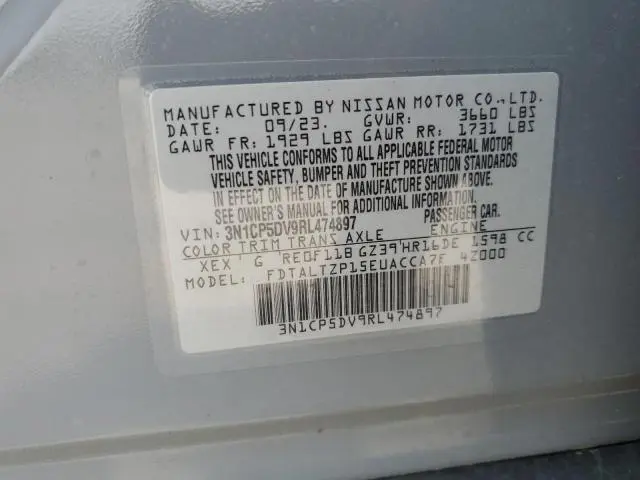 MANUFACTURED BY NISSAN MOTOR CO., LTD.
DATE: 09/23. GVWR: 3660 LBS
GAWR FR: 1929 LBS GAWR RR: 1731 LBS
THIS VEHICLE CONFORMS TO ALL APPLICABLE FEDERAL MOTOR
VEHICLE SAFETY, BUMPER AND THEFT PREVENTION STANDARDS
IN EFFECT ON THE DATE OF MANUFACTURE SHOWN ABOVE.
SEE OWNER'S MANUAL FOR ADDITIONAL INFORMATION.
VIN: 3N1CP5DV9RL474897 PASSENGER CAR.
COLOR TRIM TRANS AXLE
XEX G RE0F11B GZ39 HR16DE 1598 CC
MODEL: FDTALTZP15EUACCA7F 42000
3N1CP5DV9RL474897